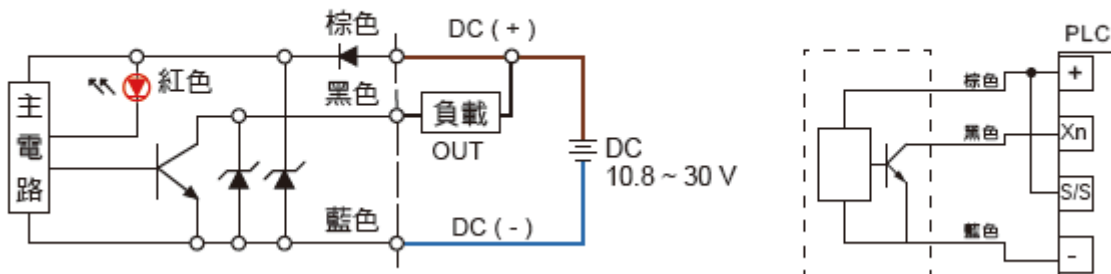 棕色
DC ( + )
紅色
黑色
主電路
負載
OUT
DC
10.8 ~ 30 V
藍色
DC ( - )
PLC
棕色
+
黑色
Xn
S/S
藍色
-